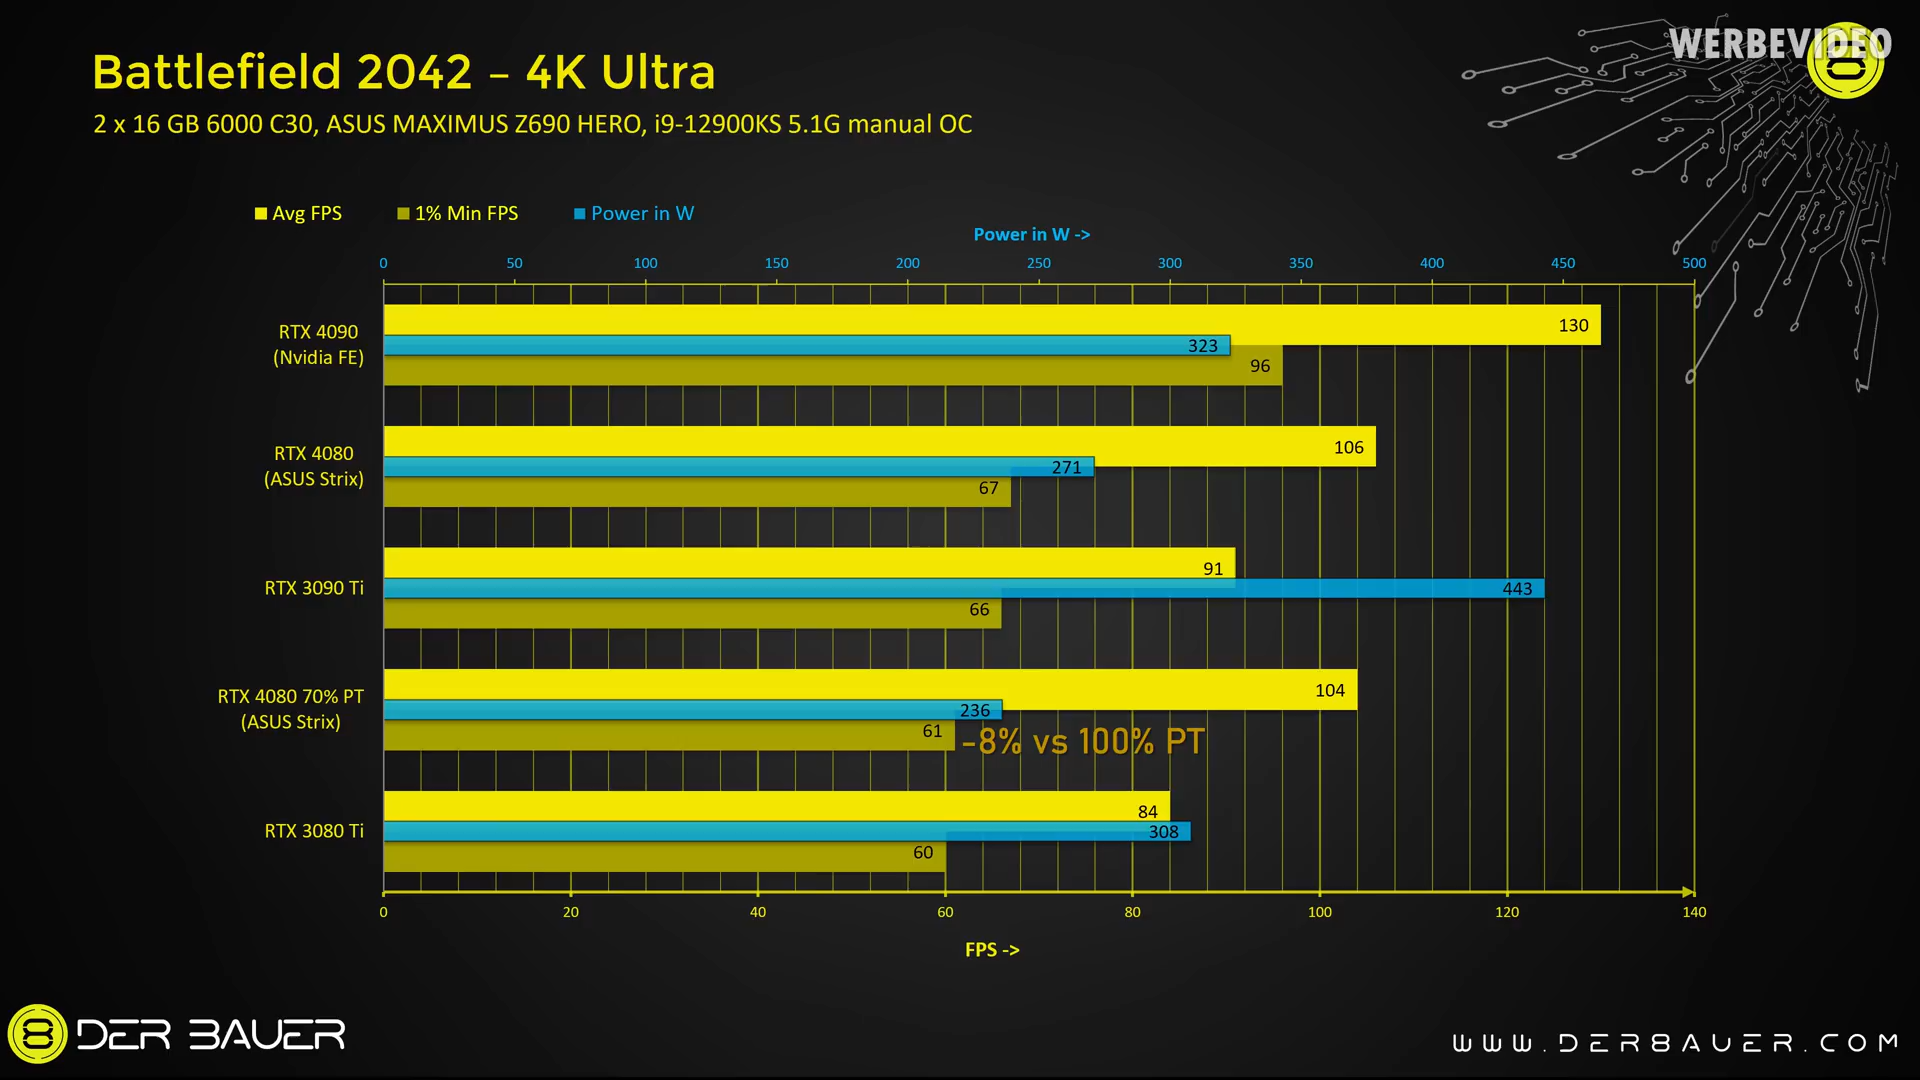 WERBEVIDEO
Battlefield 2042 – 4K Ultra
2 x 16 GB 6000 C30, ASUS MAXIMUS Z690 HERO, i9-12900KS 5.1G manual OC
Avg FPS 1% Min FPS Power in W
Power in W ->
0 50 100 150 200 250 300 350 400 450 500
RTX 4090
(Nvidia FE)
130
323
96
RTX 4080
(ASUS Strix)
106
271
67
RTX 3090 Ti
91
443
66
RTX 4080 70% PT
(ASUS Strix)
104
236
61
-8% vs 100% PT
RTX 3080 Ti
84
308
60
0 20 40 60 80 100 120 140
FPS ->
8 DER BAUER
WWW.DER8AUER.COM